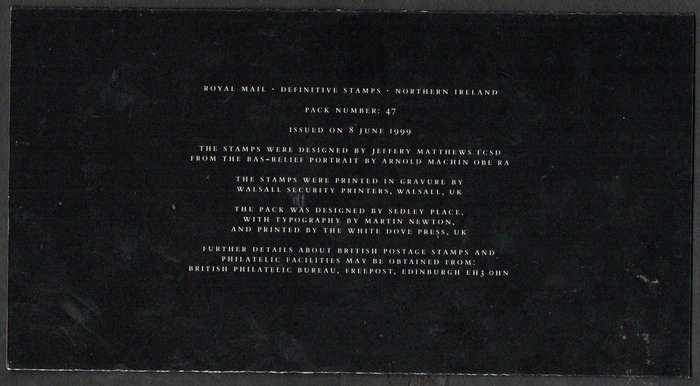 ROYAL MAIL · DEFINITIVE STAMPS · NORTHERN IRELAND
PACK NUMBER: 47
ISSUED ON 8 JUNE 1999
THE STAMPS WERE DESIGNED BY JEFFERY MATTHEWS FCSD
FROM THE BAS-RELIEF PORTRAIT BY ARNOLD MACHIN OBE RA
THE STAMPS WERE PRINTED IN GRAVURE BY
WALSALL SECURITY PRINTERS, WALSALL, UK
THE PACK WAS DESIGNED BY SEDLEY PLACE,
WITH TYPOGRAPHY BY MARTIN NEWTON,
AND PRINTED BY THE WHITE DOVE PRESS, UK
FURTHER DETAILS ABOUT BRITISH POSTAGE STAMPS AND
PHILATELIC FACILITIES MAY BE OBTAINED FROM:
BRITISH PHILATELIC BUREAU, FREEPOST, EDINBURGH EH3 0HN